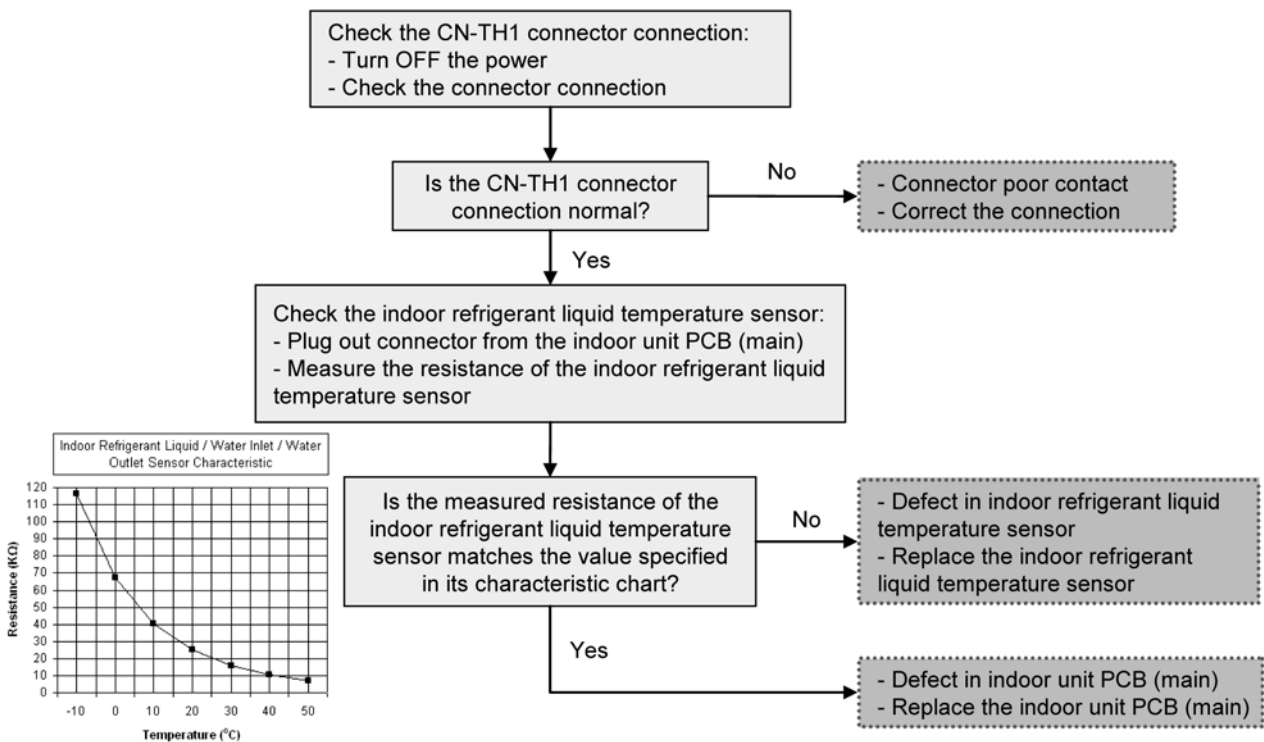 Check the CN-TH1 connector connection:
- Turn OFF the power
- Check the connector connection
Is the CN-TH1 connector
connection normal?
No
- Connector poor contact
- Correct the connection
Yes
Check the indoor refrigerant liquid temperature sensor:
- Plug out connector from the indoor unit PCB (main)
- Measure the resistance of the indoor refrigerant liquid
temperature sensor
Indoor Refrigerant Liquid / Water Inlet / Water
Outlet Sensor Characteristic
Resistance (KΩ)
120
110
100
90
80
70
60
50
40
30
20
10
0
-10 0 10 20 30 40 50
Temperature (°C)
Is the measured resistance of the
indoor refrigerant liquid temperature
sensor matches the value specified
in its characteristic chart?
No
- Defect in indoor refrigerant liquid
temperature sensor
- Replace the indoor refrigerant
liquid temperature sensor
Yes
- Defect in indoor unit PCB (main)
- Replace the indoor unit PCB (main)